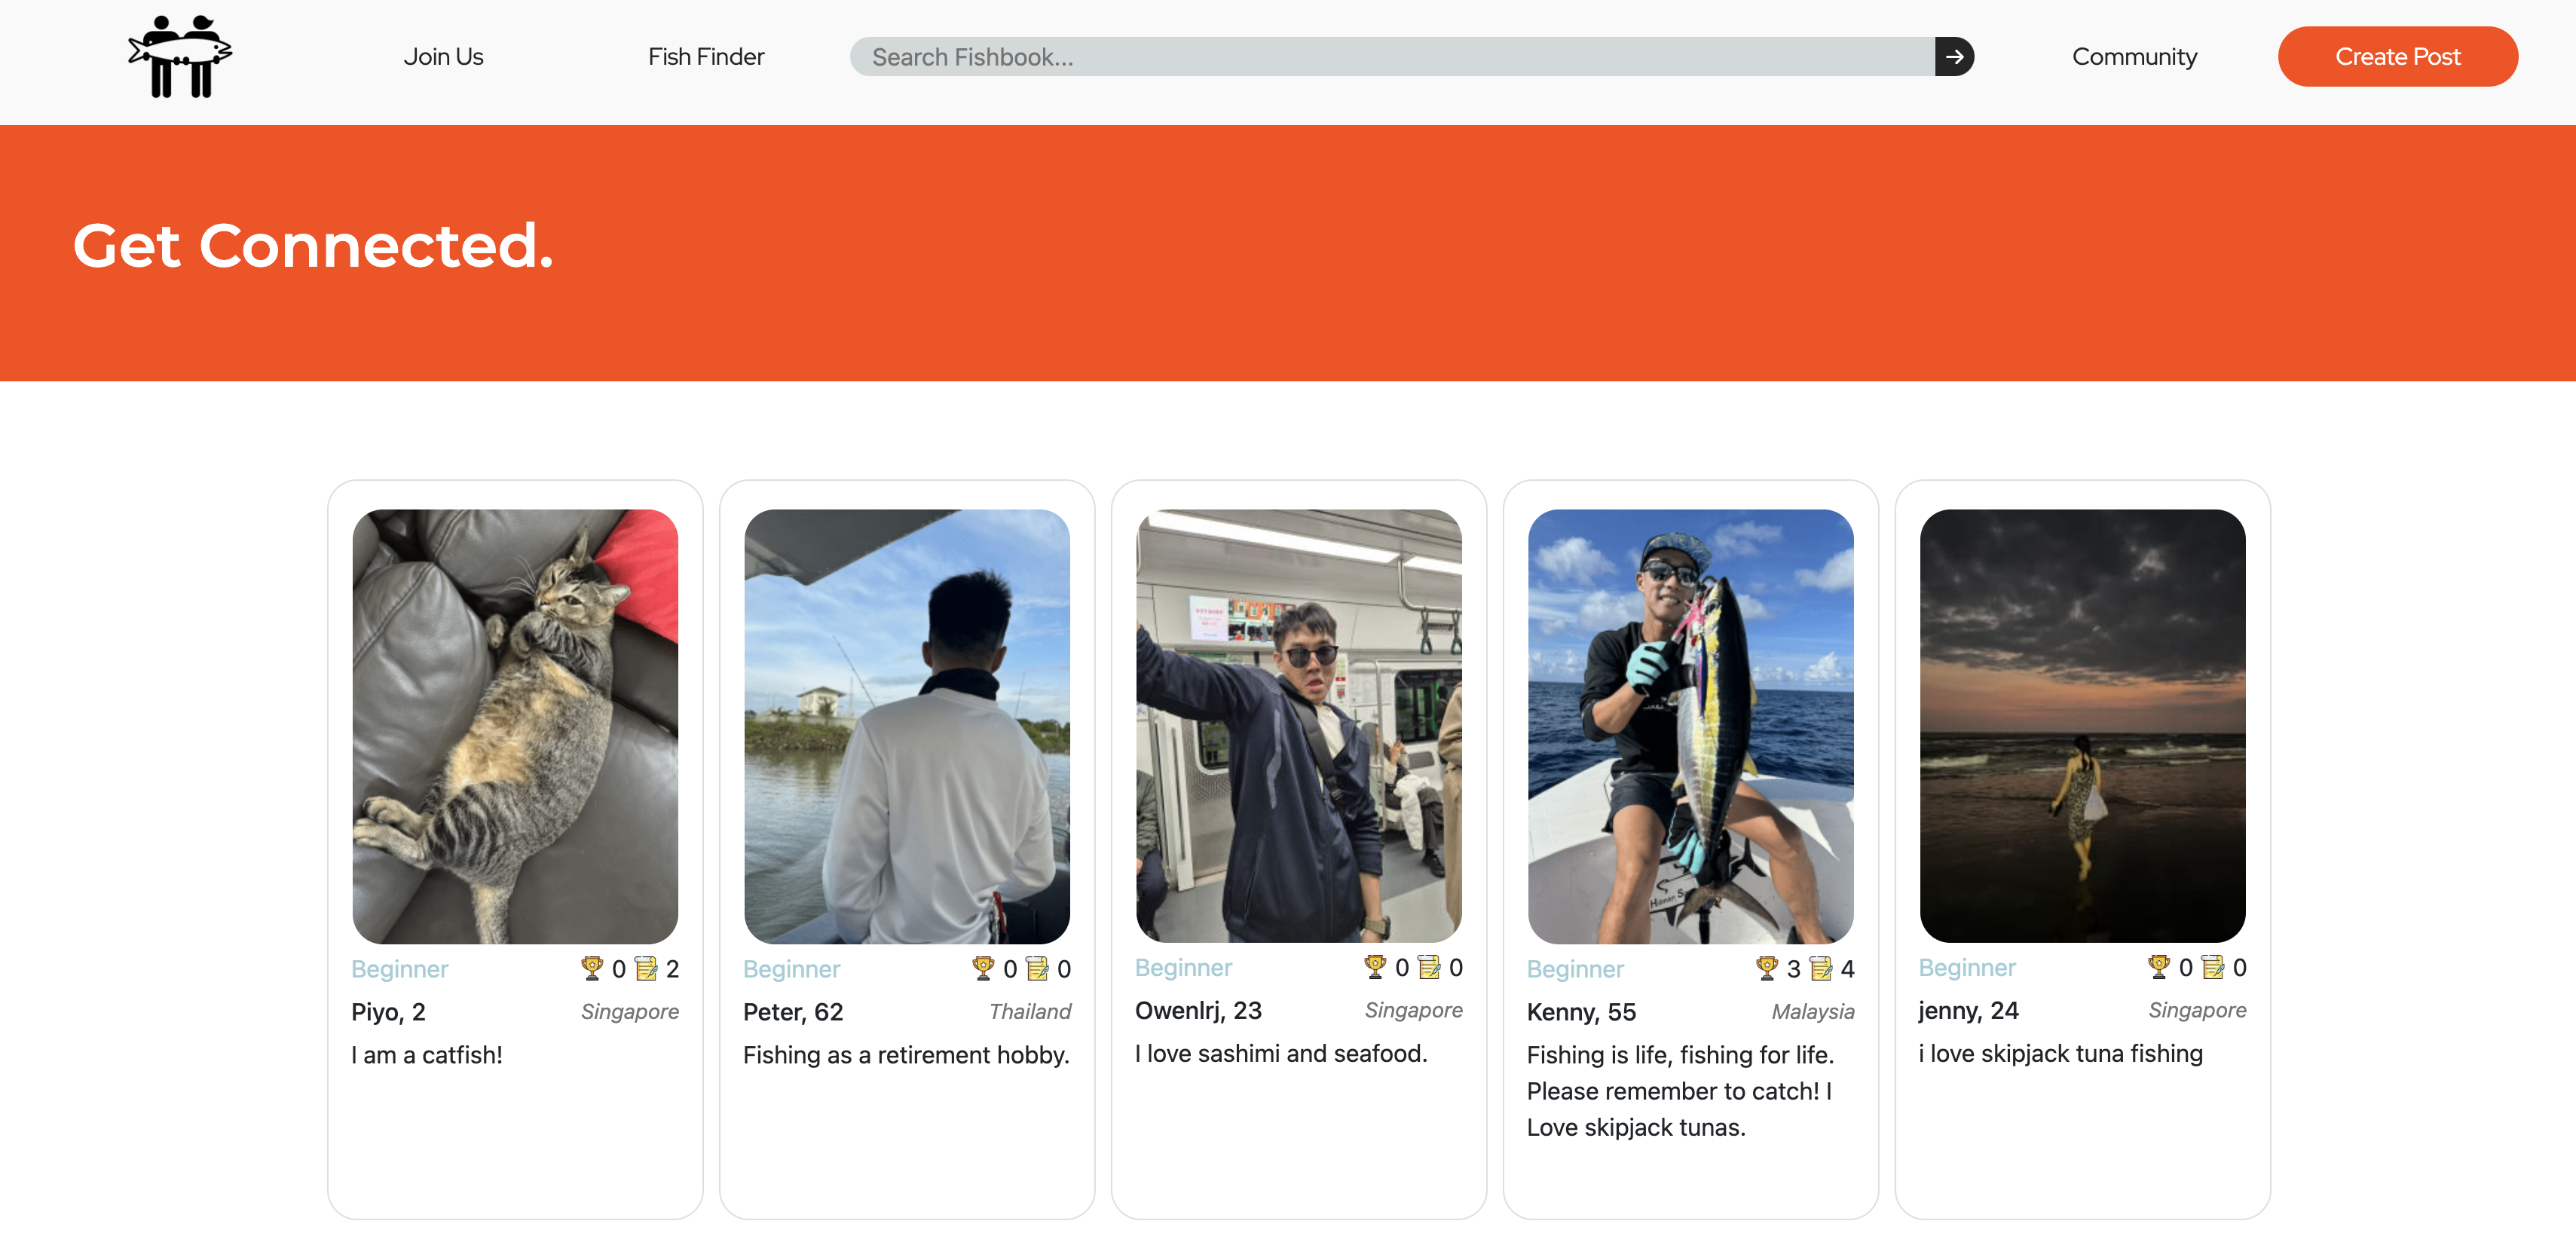 Join Us
Fish Finder
Search Fishbook...
Community
Create Post
Get Connected.
Beginner 0 2
Piyo, 2 Singapore
I am a catfish!
Beginner 0 0
Peter, 62 Thailand
Fishing as a retirement hobby.
Beginner 0 0
Owenlrj, 23 Singapore
I love sashimi and seafood.
Beginner 3 4
Kenny, 55 Malaysia
Fishing is life, fishing for life.
Please remember to catch! I
Love skipjack tunas.
Beginner 0 0
jenny, 24 Singapore
i love skipjack tuna fishing